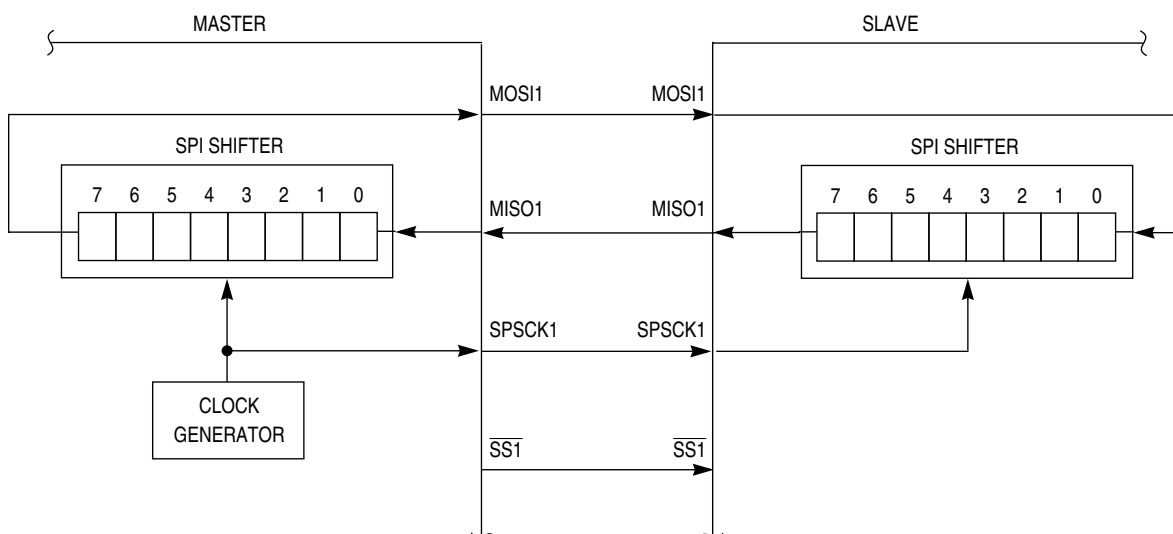 MASTER
SLAVE
MOSI1 MOSI1
SPI SHIFTER
SPI SHIFTER
7 6 5 4 3 2 1 0
MISO1 MISO1
7 6 5 4 3 2 1 0
SPSCK1 SPSCK1
CLOCK
GENERATOR
SS1 SS1